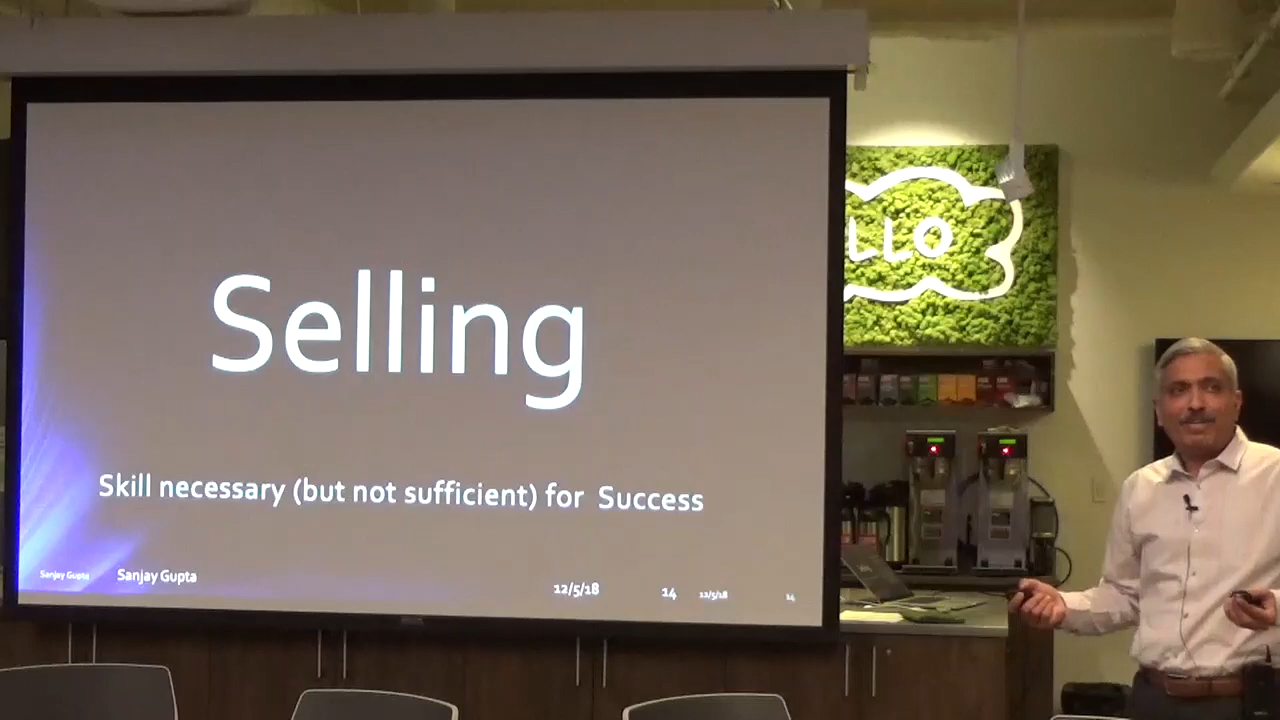 Selling
Skill necessary (but not sufficient) for Success
Sanjay Gupta Sanjay Gupta 12/5/18 14 12/5/18 14
LLO